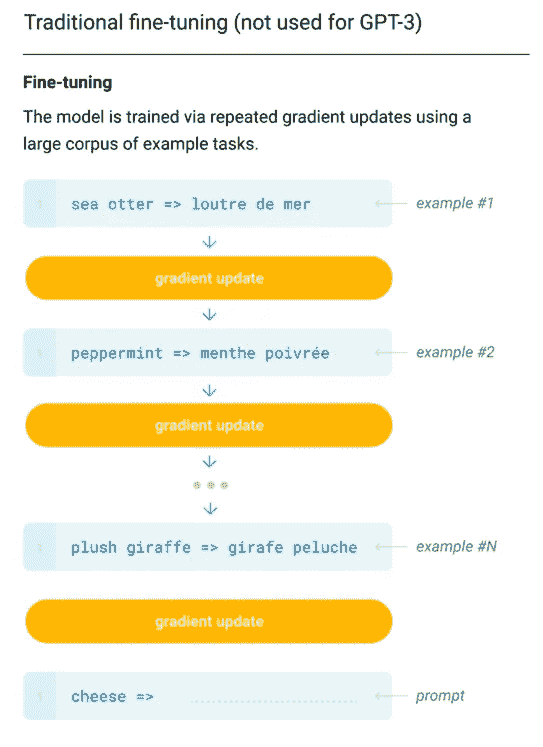 Traditional fine-tuning (not used for GPT-3)
Fine-tuning
The model is trained via repeated gradient updates using a
large corpus of example tasks.
1 sea otter => loutre de mer example #1
gradient update
1 peppermint => menthe poivrée example #2
gradient update
plush giraffe => girafe peluche example #N
gradient update
cheese => prompt